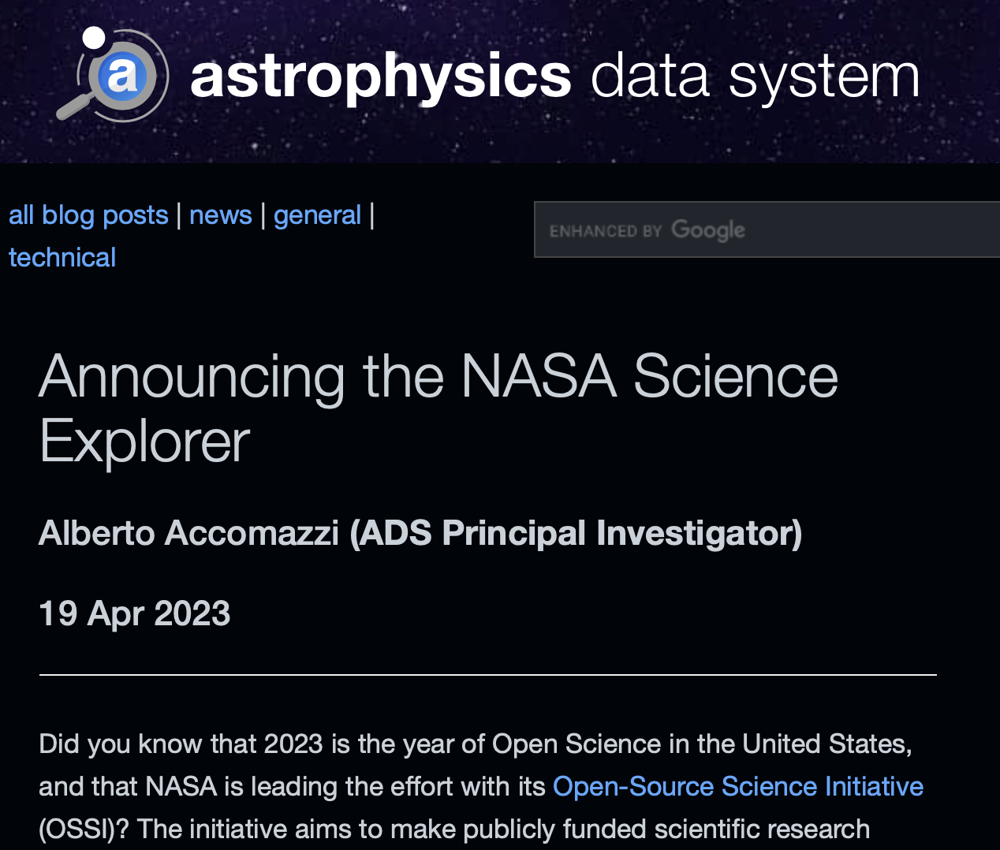 a astrophysics data system
all blog posts | news | general |
technical
ENHANCED BY Google
Announcing the NASA Science
Explorer
Alberto Accomazzi (ADS Principal Investigator)
19 Apr 2023
Did you know that 2023 is the year of Open Science in the United States,
and that NASA is leading the effort with its Open-Source Science Initiative
(OSSI)? The initiative aims to make publicly funded scientific research